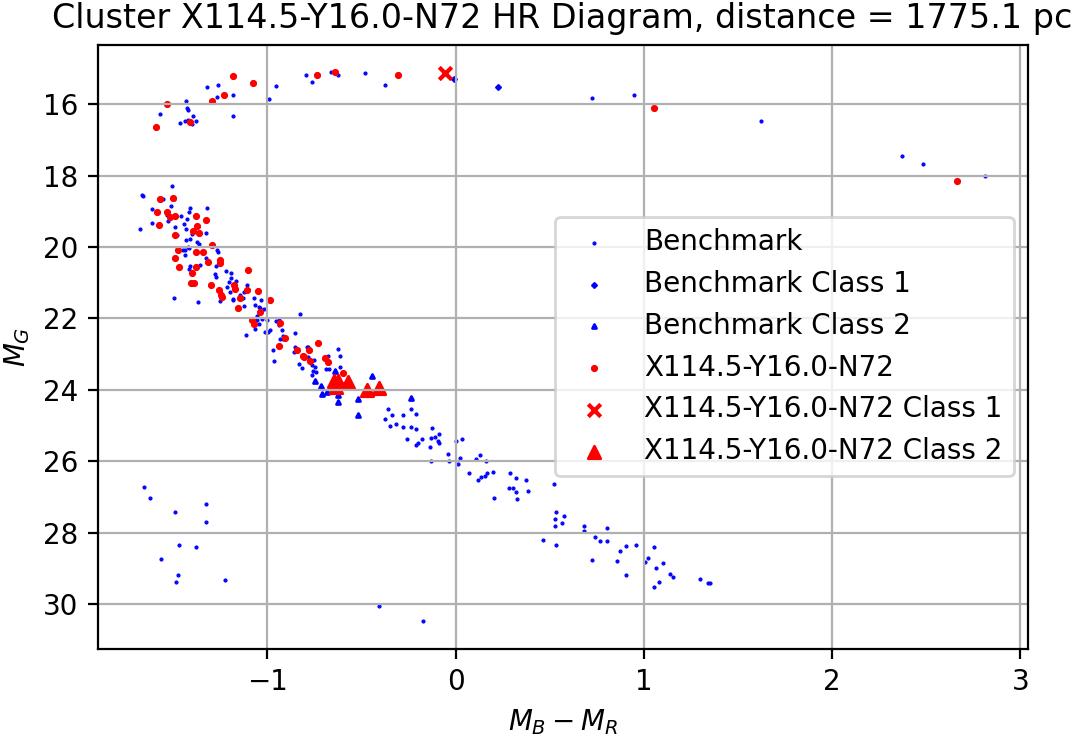 Cluster X114.5-Y16.0-N72 HR Diagram, distance = 1775.1 pc
16
18
20
22
24
26
28
30
M_G
Benchmark
Benchmark Class 1
Benchmark Class 2
X114.5-Y16.0-N72
X114.5-Y16.0-N72 Class 1
X114.5-Y16.0-N72 Class 2
−1 0 1 2 3
M_B − M_R